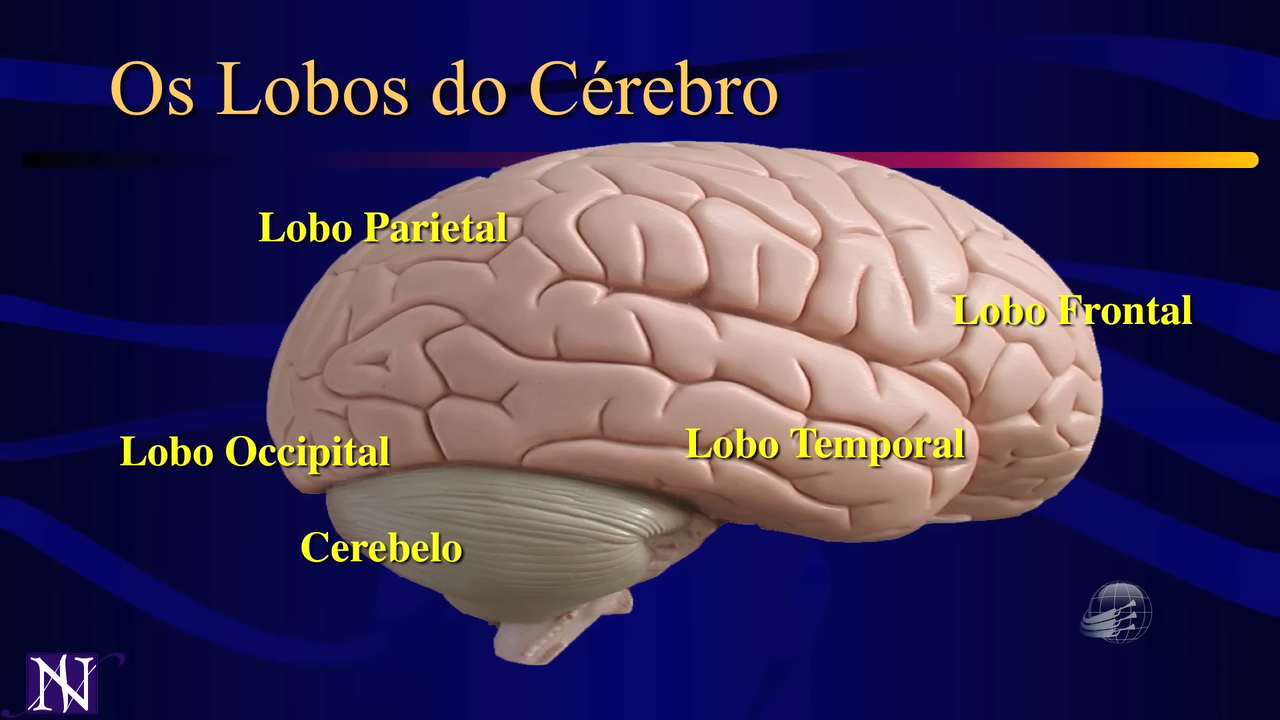 Os Lobos do Cérebro
Lobo Parietal
Lobo Frontal
Lobo Occipital
Lobo Temporal
Cerebelo
N